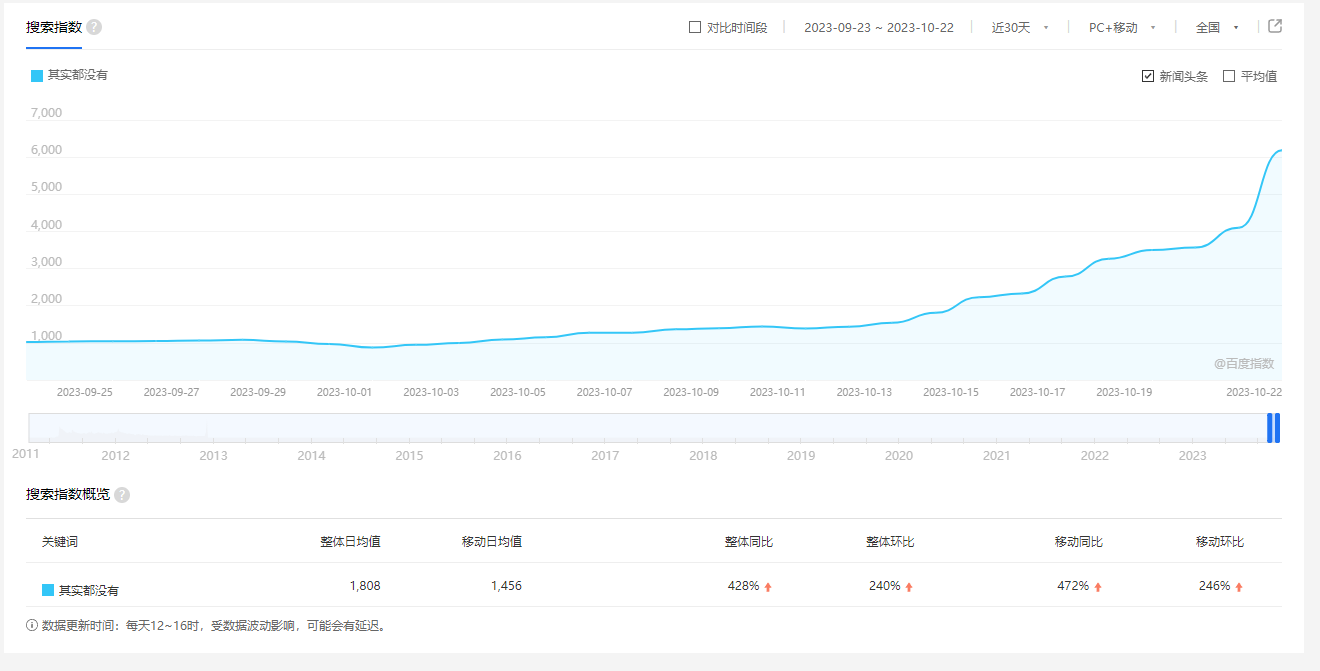 搜索指数 ? 对比时间段 2023-09-23 ~ 2023-10-22 近30天 PC+移动 全国
其实都没有 新闻头条 平均值
7,000
6,000
5,000
4,000
3,000
2,000
1,000
@百度指数
2023-09-25 2023-09-27 2023-09-29 2023-10-01 2023-10-03 2023-10-05 2023-10-07 2023-10-09 2023-10-11 2023-10-13 2023-10-15 2023-10-17 2023-10-19 2023-10-22
2011 2012 2013 2014 2015 2016 2017 2018 2019 2020 2021 2022 2023
搜索指数概览 ?
关键词 整体日均值 移动日均值 整体同比 整体环比 移动同比 移动环比
其实都没有 1,808 1,456 428% 240% 472% 246%
数据更新时间：每天12~16时，受数据波动影响，可能会有延迟。